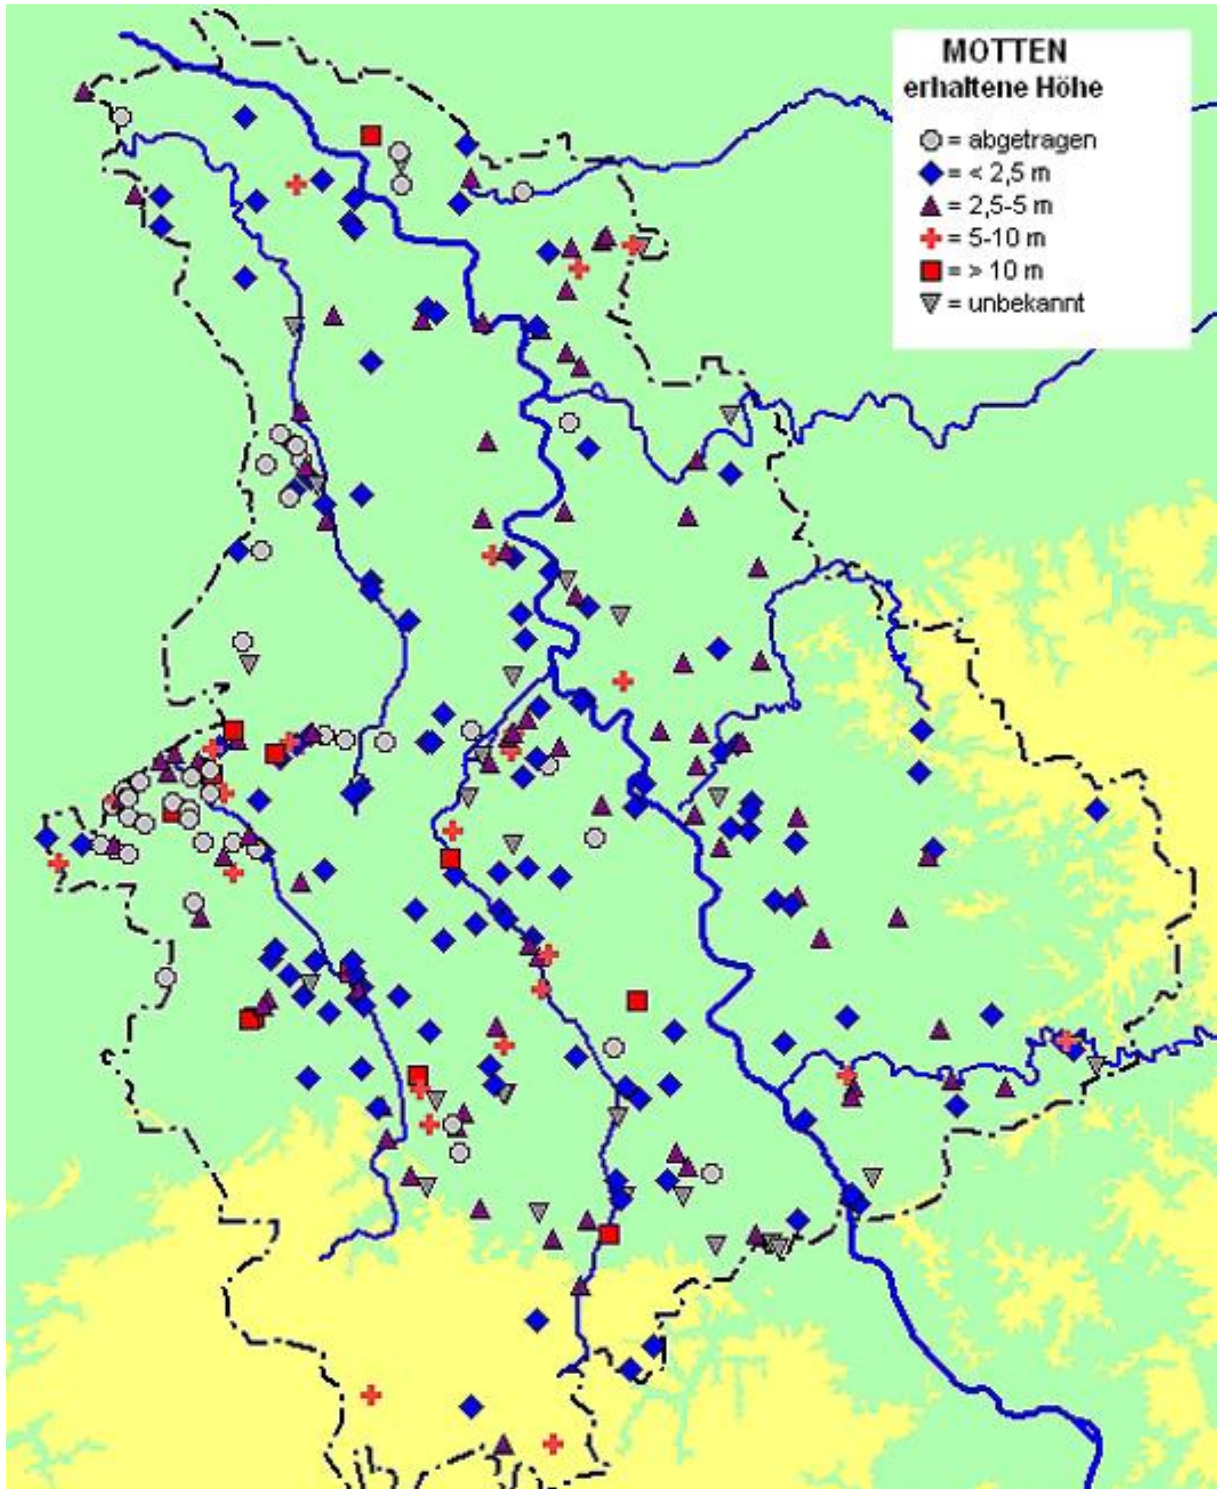 MOTTEN
erhaltene Höhe
= abgetragen
= < 2,5 m
= 2,5-5 m
= 5-10 m
= > 10 m
= unbekannt